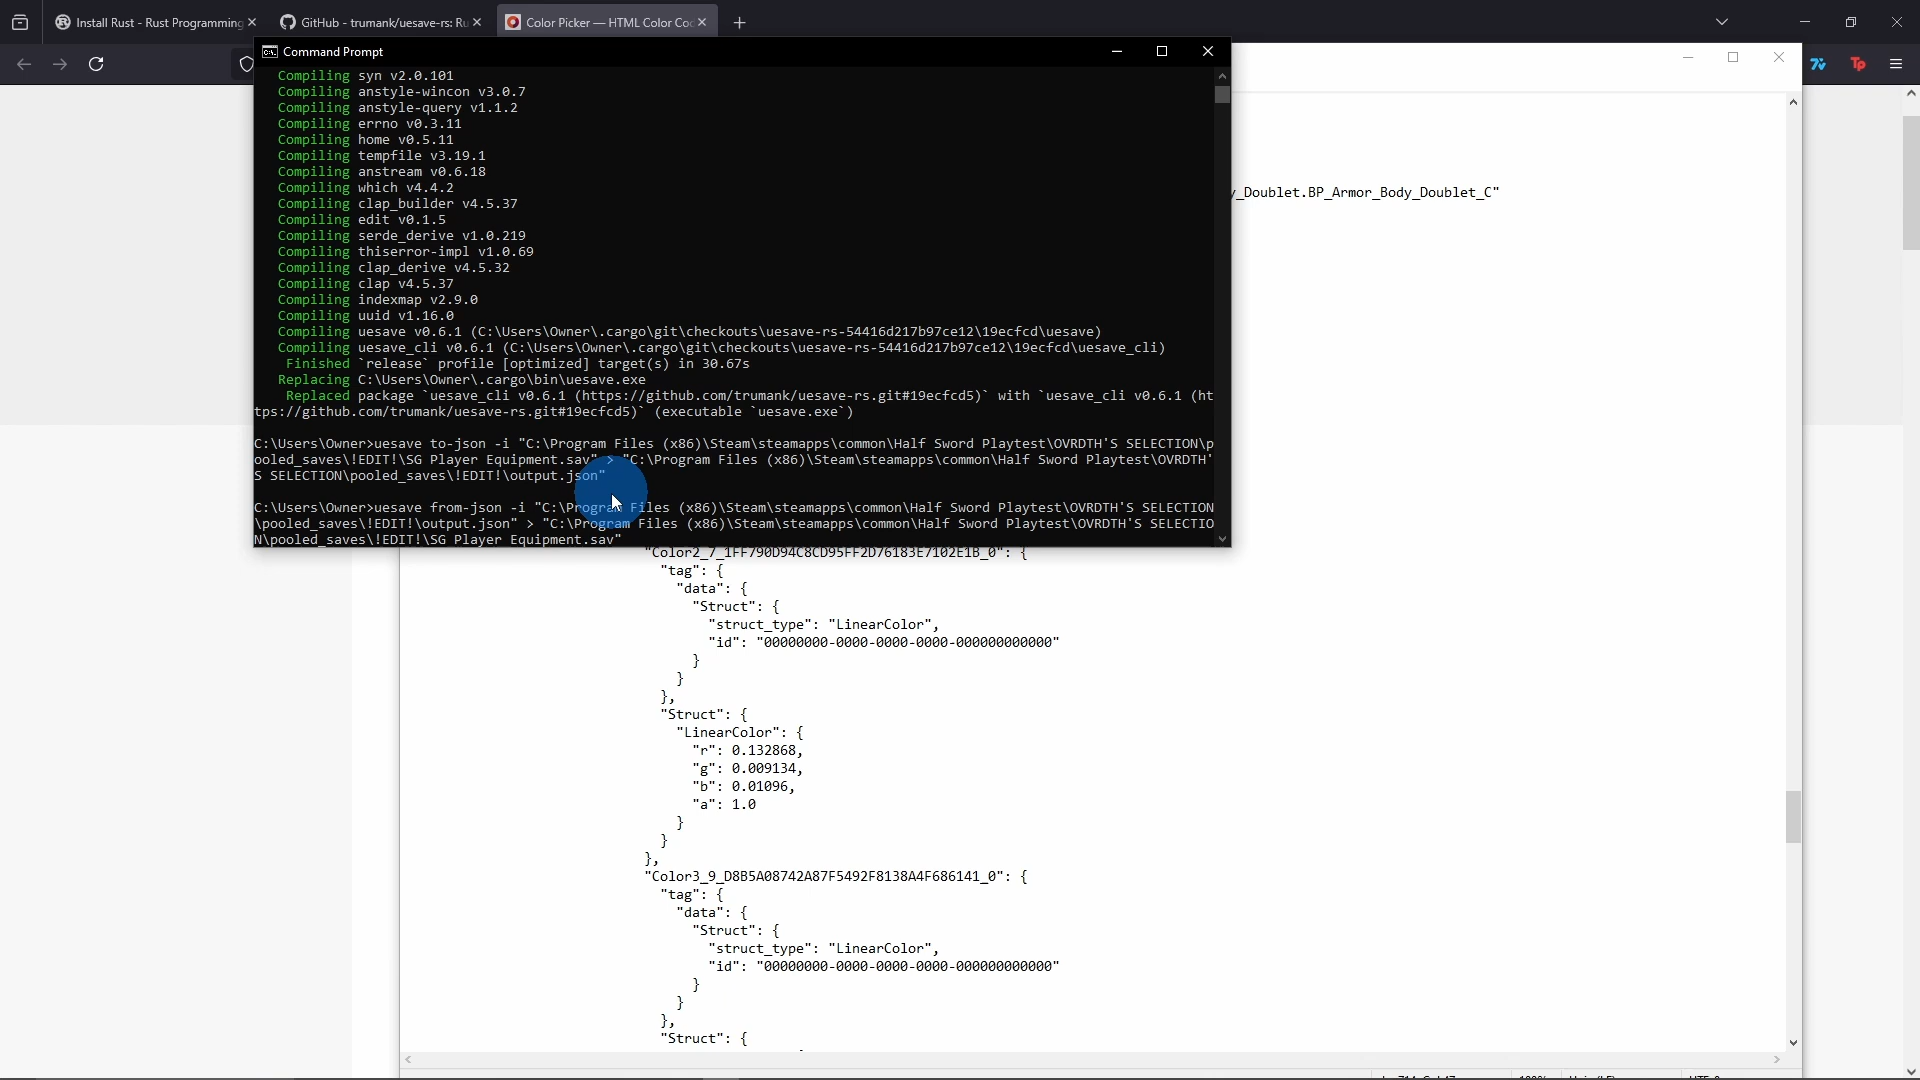 Install Rust - Rust Programming
GitHub - trumank/uesave-rs: Ru
Color Picker — HTML Color Co
Command Prompt
Compiling syn v2.0.101
Compiling anstyle-wincon v3.0.7
Compiling anstyle-query v1.1.2
Compiling errno v0.3.11
Compiling home v0.5.11
Compiling tempfile v3.19.1
Compiling anstream v0.6.18
Compiling which v4.4.2
Compiling clap_builder v4.5.37
Compiling edit v0.1.5
Compiling serde_derive v1.0.219
Compiling thiserror-impl v1.0.69
Compiling clap_derive v4.5.32
Compiling clap v4.5.37
Compiling indexmap v2.9.0
Compiling uuid v1.16.0
Compiling uesave v0.6.1 (C:\Users\Owner\.cargo\git\checkouts\uesave-rs-54416d217b97ce12\19ecfcd\uesave)
Compiling uesave_cli v0.6.1 (C:\Users\Owner\.cargo\git\checkouts\uesave-rs-54416d217b97ce12\19ecfcd\uesave_cli)
Finished `release` profile [optimized] target(s) in 30.67s
Replacing C:\Users\Owner\.cargo\bin\uesave.exe
Replaced package `uesave_cli v0.6.1 (https://github.com/trumank/uesave-rs.git#19ecfcd5)` with `uesave_cli v0.6.1 (ht
tps://github.com/trumank/uesave-rs.git#19ecfcd5)` (executable `uesave.exe`)
C:\Users\Owner>uesave to-json -i "C:\Program Files (x86)\Steam\steamapps\common\Half Sword Playtest\OVRDTH'S SELECTION\p
ooled_saves\!EDIT!\SG Player Equipment.sav" > "C:\Program Files (x86)\Steam\steamapps\common\Half Sword Playtest\OVRDTH'
S SELECTION\pooled_saves\!EDIT!\output.json"
C:\Users\Owner>uesave from-json -i "C:\Program Files (x86)\Steam\steamapps\common\Half Sword Playtest\OVRDTH'S SELECTION
\pooled_saves\!EDIT!\output.json" > "C:\Program Files (x86)\Steam\steamapps\common\Half Sword Playtest\OVRDTH'S SELECTIO
N\pooled_saves\!EDIT!\SG Player Equipment.sav"
y_Doublet.BP_Armor_Body_Doublet_C"
"Color2_7_1FF790D94C8CD95FF2D76183E7102E1B_0": {
"tag": {
"data": {
"Struct": {
"struct_type": "LinearColor",
"id": "00000000-0000-0000-0000-000000000000"
}
}
},
"Struct": {
"LinearColor": {
"r": 0.132868,
"g": 0.009134,
"b": 0.01096,
"a": 1.0
}
}
},
"Color3_9_D8B5A08742A87F5492F8138A4F686141_0": {
"tag": {
"data": {
"Struct": {
"struct_type": "LinearColor",
"id": "00000000-0000-0000-0000-000000000000"
}
}
},
"Struct": {